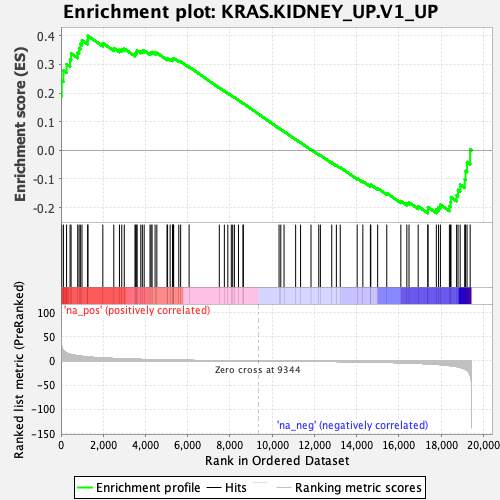 Enrichment plot: KRAS.KIDNEY_UP.V1_UP
Enrichment score (ES)
0.4
0.3
0.2
0.1
0.0
-0.1
-0.2
'na_pos' (positively correlated)
Ranked list metric (PreRanked)
100
50
0
-50
-100
-150
Zero cross at 9344
'na_neg' (negatively correlated)
0
2,000
4,000
6,000
8,000
10,000
12,000
14,000
16,000
18,000
20,000
Rank in Ordered Dataset
Enrichment profile
Hits
Ranking metric scores